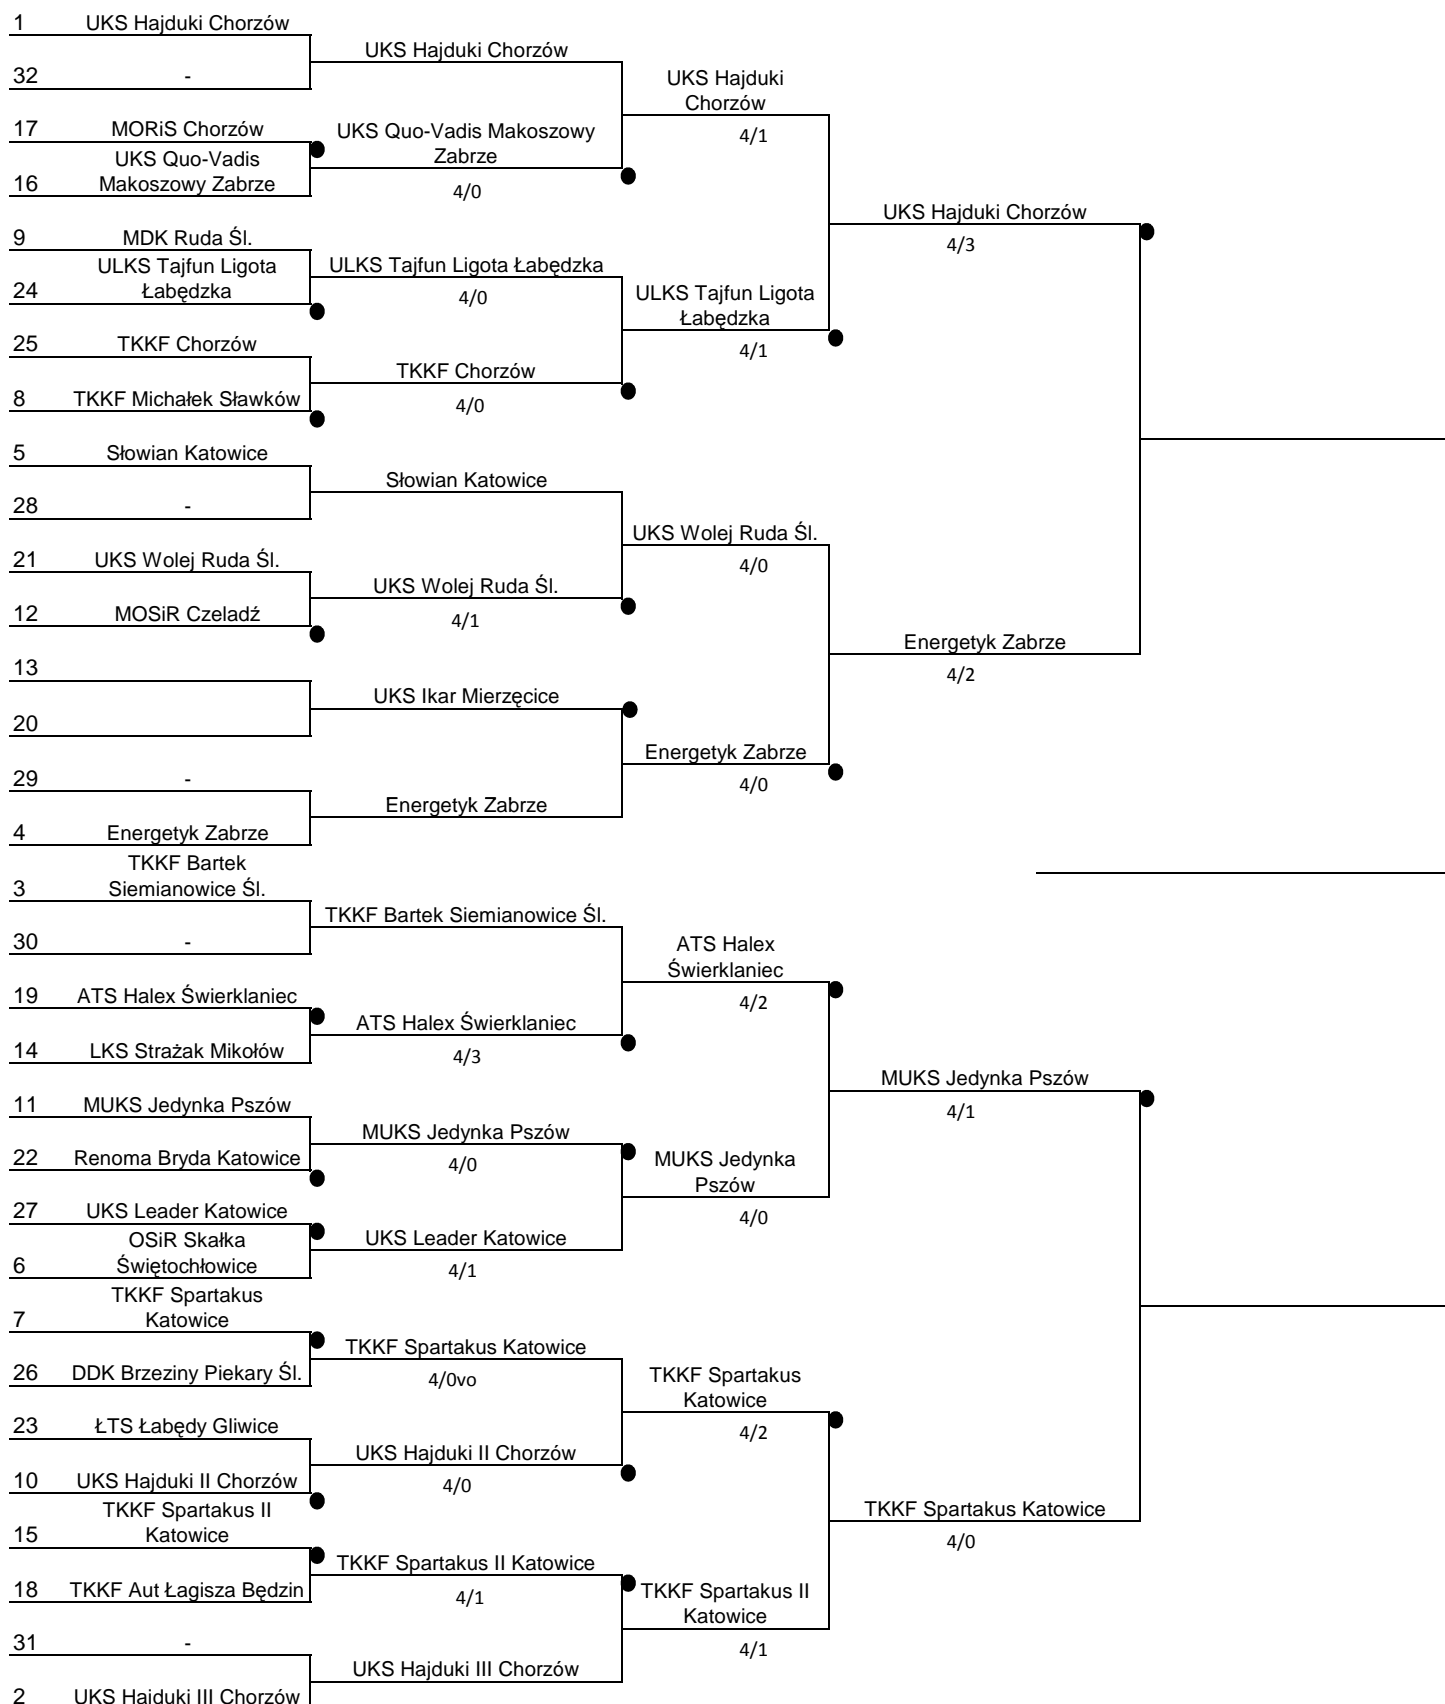 1 UKS Hajduki Chorzów
UKS Hajduki Chorzów
32 -
UKS Hajduki
Chorzów
4/1
17 MORiS Chorzów
UKS Quo-Vadis Makoszowy
Zabrze
4/0
UKS Quo-Vadis
16 Makoszowy Zabrze
UKS Hajduki Chorzów
4/3
9 MDK Ruda Śl.
ULKS Tajfun Ligota Łabędzka
4/0
ULKS Tajfun Ligota
24 Łabędzka
ULKS Tajfun Ligota
Łabędzka
4/1
25 TKKF Chorzów
TKKF Chorzów
4/0
8 TKKF Michałek Sławków
5 Słowian Katowice
Słowian Katowice
28 -
UKS Wolej Ruda Śl.
4/0
21 UKS Wolej Ruda Śl.
UKS Wolej Ruda Śl.
4/1
12 MOSiR Czeladź
Energetyk Zabrze
4/2
13
UKS Ikar Mierzęcice
20
Energetyk Zabrze
4/0
29 -
Energetyk Zabrze
4 Energetyk Zabrze
TKKF Bartek
3 Siemianowice Śl.
TKKF Bartek Siemianowice Śl.
30 -
ATS Halex
Świerklaniec
4/2
19 ATS Halex Świerklaniec
ATS Halex Świerklaniec
4/3
14 LKS Strażak Mikołów
MUKS Jedynka Pszów
4/1
11 MUKS Jedynka Pszów
MUKS Jedynka Pszów
4/0
22 Renoma Bryda Katowice
MUKS Jedynka
Pszów
4/0
27 UKS Leader Katowice
UKS Leader Katowice
4/1
OSiR Skałka
6 Świętochłowice
TKKF Spartakus
7 Katowice
TKKF Spartakus Katowice
4/0vo
26 DDK Brzeziny Piekary Śl.
TKKF Spartakus
Katowice
4/2
23 ŁTS Łabędy Gliwice
UKS Hajduki II Chorzów
4/0
10 UKS Hajduki II Chorzów
TKKF Spartakus Katowice
4/0
TKKF Spartakus II
15 Katowice
TKKF Spartakus II Katowice
4/1
18 TKKF Aut Łagisza Będzin
TKKF Spartakus II
Katowice
4/1
31 -
UKS Hajduki III Chorzów
2 UKS Hajduki III Chorzów